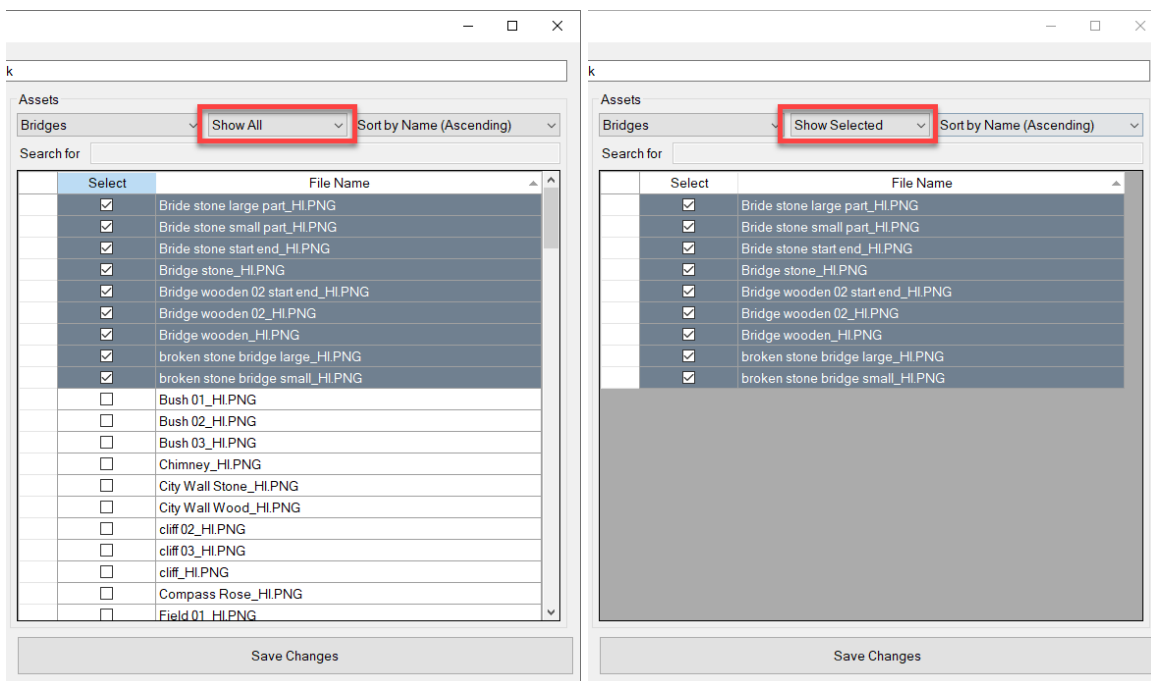 k
Assets
Bridges Show All Sort by Name (Ascending)
Search for
Select File Name
Bride stone large part_HI.PNG
Bride stone small part_HI.PNG
Bride stone start end_HI.PNG
Bridge stone_HI.PNG
Bridge wooden 02 start end_HI.PNG
Bridge wooden 02_HI.PNG
Bridge wooden_HI.PNG
broken stone bridge large_HI.PNG
broken stone bridge small_HI.PNG
Bush 01_HI.PNG
Bush 02_HI.PNG
Bush 03_HI.PNG
Chimney_HI.PNG
City Wall Stone_HI.PNG
City Wall Wood_HI.PNG
cliff 02_HI.PNG
cliff 03_HI.PNG
cliff_HI.PNG
Compass Rose_HI.PNG
Field 01_HI.PNG
Save Changes
k
Assets
Bridges Show Selected Sort by Name (Ascending)
Search for
Select File Name
Bride stone large part_HI.PNG
Bride stone small part_HI.PNG
Bride stone start end_HI.PNG
Bridge stone_HI.PNG
Bridge wooden 02 start end_HI.PNG
Bridge wooden 02_HI.PNG
Bridge wooden_HI.PNG
broken stone bridge large_HI.PNG
broken stone bridge small_HI.PNG
Save Changes